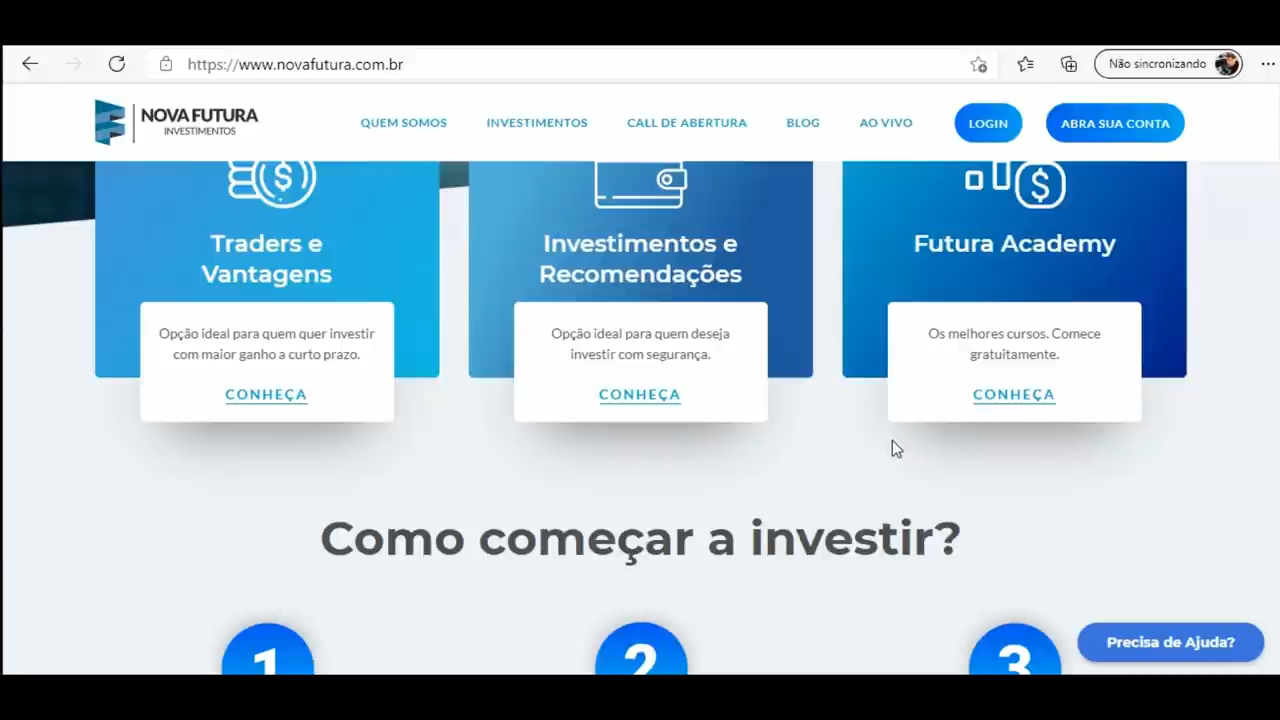 https://www.novafutura.com.br
Não sincronizando
NOVA FUTURA
INVESTIMENTOS
QUEM SOMOS
INVESTIMENTOS
CALL DE ABERTURA
BLOG
AO VIVO
LOGIN
ABRA SUA CONTA
Traders e
Vantagens
Opção ideal para quem quer investir
com maior ganho a curto prazo.
CONHEÇA
Investimentos e
Recomendações
Opção ideal para quem deseja
investir com segurança.
CONHEÇA
Futura Academy
Os melhores cursos. Comece
gratuitamente.
CONHEÇA
Como começar a investir?
1
2
3
Precisa de Ajuda?